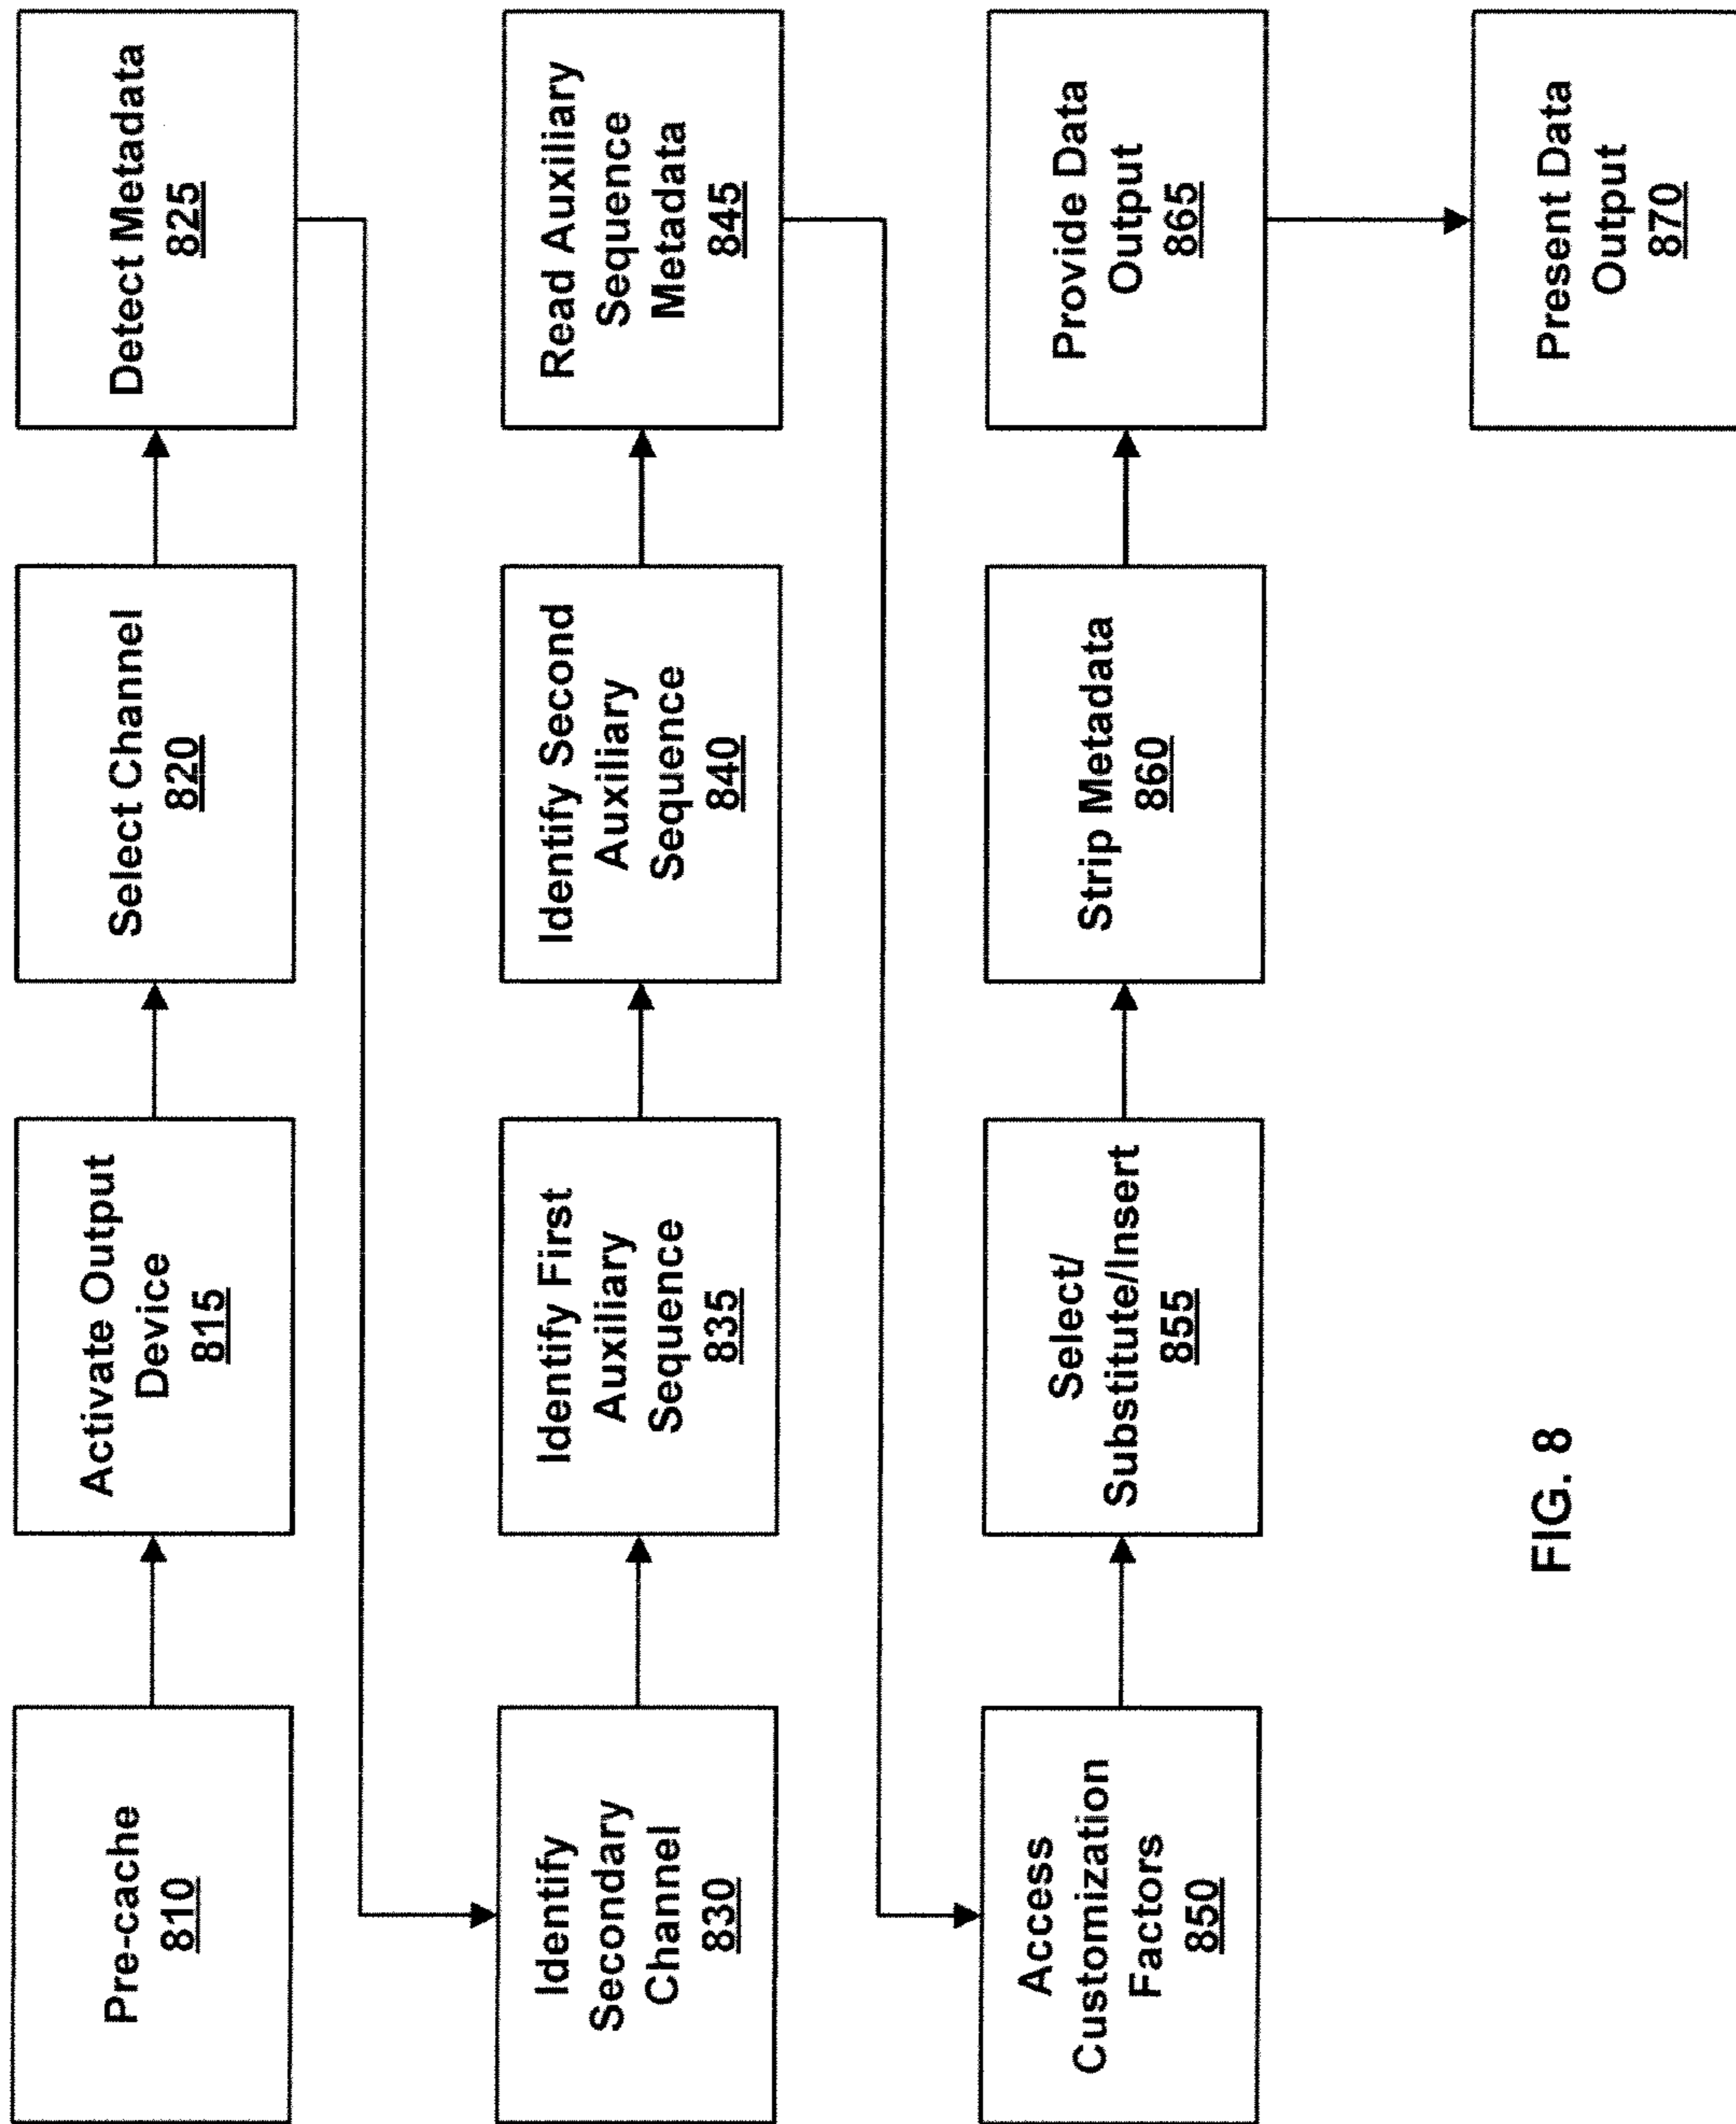 Pre-cache
810
Activate Output
Device
815
Select Channel
820
Detect Metadata
825
Identify
Secondary
Channel
830
Identify First
Auxiliary
Sequence
835
Identify Second
Auxiliary
Sequence
840
Read Auxiliary
Sequence
Metadata
845
Access
Customization
Factors
850
Select/
Substitute/Insert
855
Strip Metadata
860
Provide Data
Output
865
Present Data
Output
870
FIG. 8